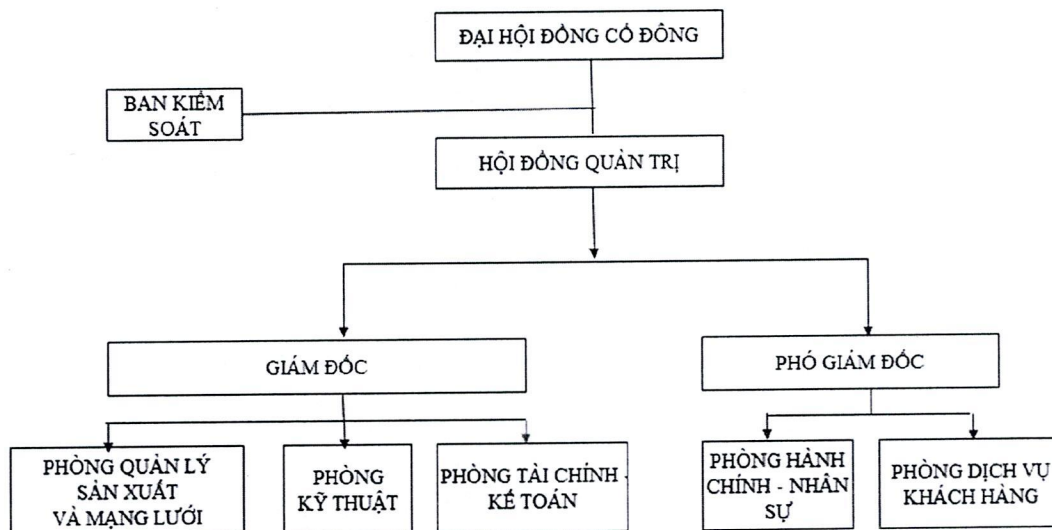 ĐẠI HỘI ĐỒNG CỔ ĐÔNG
BAN KIỂM
SOÁT
HỘI ĐỒNG QUẢN TRỊ
GIÁM ĐỐC
PHÓ GIÁM ĐỐC
PHÒNG QUẢN LÝ
SẢN XUẤT
VÀ MẠNG LƯỚI
PHÒNG
KỸ THUẬT
PHÒNG TÀI CHÍNH -
KẾ TOÁN
PHÒNG HÀNH
CHÍNH - NHÂN
SỰ
PHÒNG DỊCH VỤ
KHÁCH HÀNG